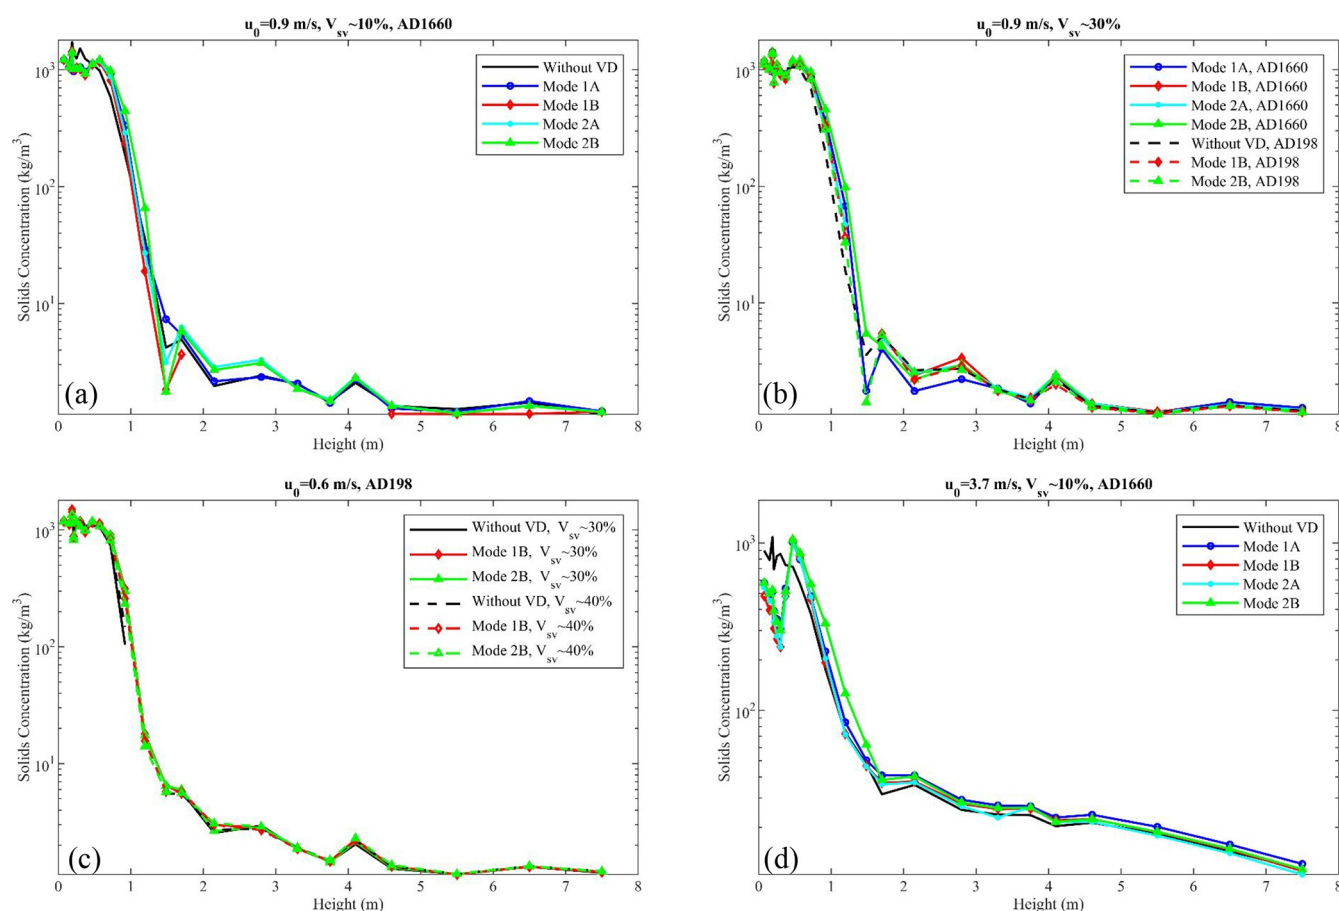 u0=0.9 m/s, Vsv~10%, AD1660
Solids Concentration (kg/m3)
103
102
101
Without VD
Mode 1A
Mode 1B
Mode 2A
Mode 2B
(a)
0 1 2 3 4 5 6 7 8
Height (m)
u0=0.9 m/s, Vsv~30%
Solids Concentration (kg/m3)
103
102
101
Mode 1A, AD1660
Mode 1B, AD1660
Mode 2A, AD1660
Mode 2B, AD1660
Without VD, AD198
Mode 1B, AD198
Mode 2B, AD198
(b)
0 1 2 3 4 5 6 7 8
Height (m)
u0=0.6 m/s, AD198
Solids Concentration (kg/m3)
103
102
101
Without VD, Vsv~30%
Mode 1B, Vsv~30%
Mode 2B, Vsv~30%
Without VD, Vsv~40%
Mode 1B, Vsv~40%
Mode 2B, Vsv~40%
(c)
0 1 2 3 4 5 6 7 8
Height (m)
u0=3.7 m/s, Vsv~10%, AD1660
Solids Concentration (kg/m3)
103
102
Without VD
Mode 1A
Mode 1B
Mode 2A
Mode 2B
(d)
0 1 2 3 4 5 6 7 8
Height (m)